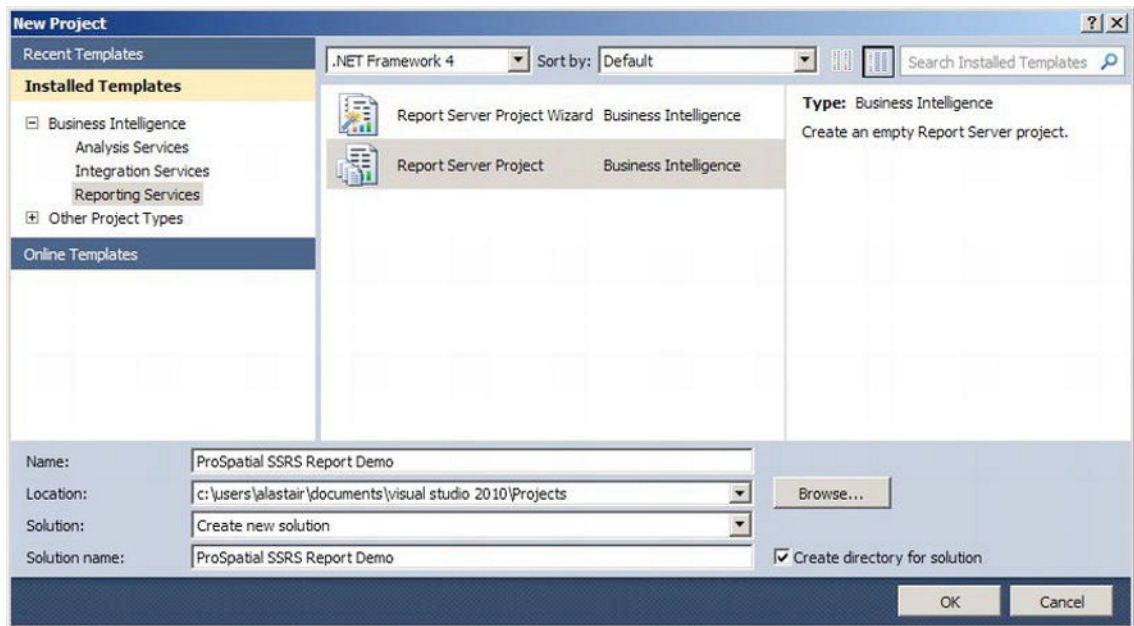 New Project
Recent Templates
Installed Templates
Business Intelligence
Analysis Services
Integration Services
Reporting Services
Other Project Types
Online Templates
.NET Framework 4 Sort by: Default Search Installed Templates
Report Server Project Wizard Business Intelligence
Report Server Project Business Intelligence
Type: Business Intelligence
Create an empty Report Server project.
Name: ProSpatial SSRS Report Demo
Location: c:\users\alastair\documents\visual studio 2010\Projects Browse...
Solution: Create new solution
Solution name: ProSpatial SSRS Report Demo Create directory for solution
OK Cancel